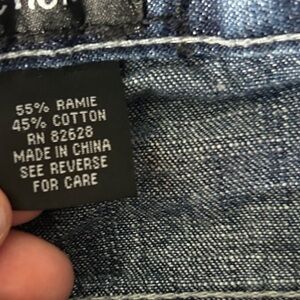 55% RAMIE
45% COTTON
RN 82628
MADE IN CHINA
SEE REVERSE
FOR CARE